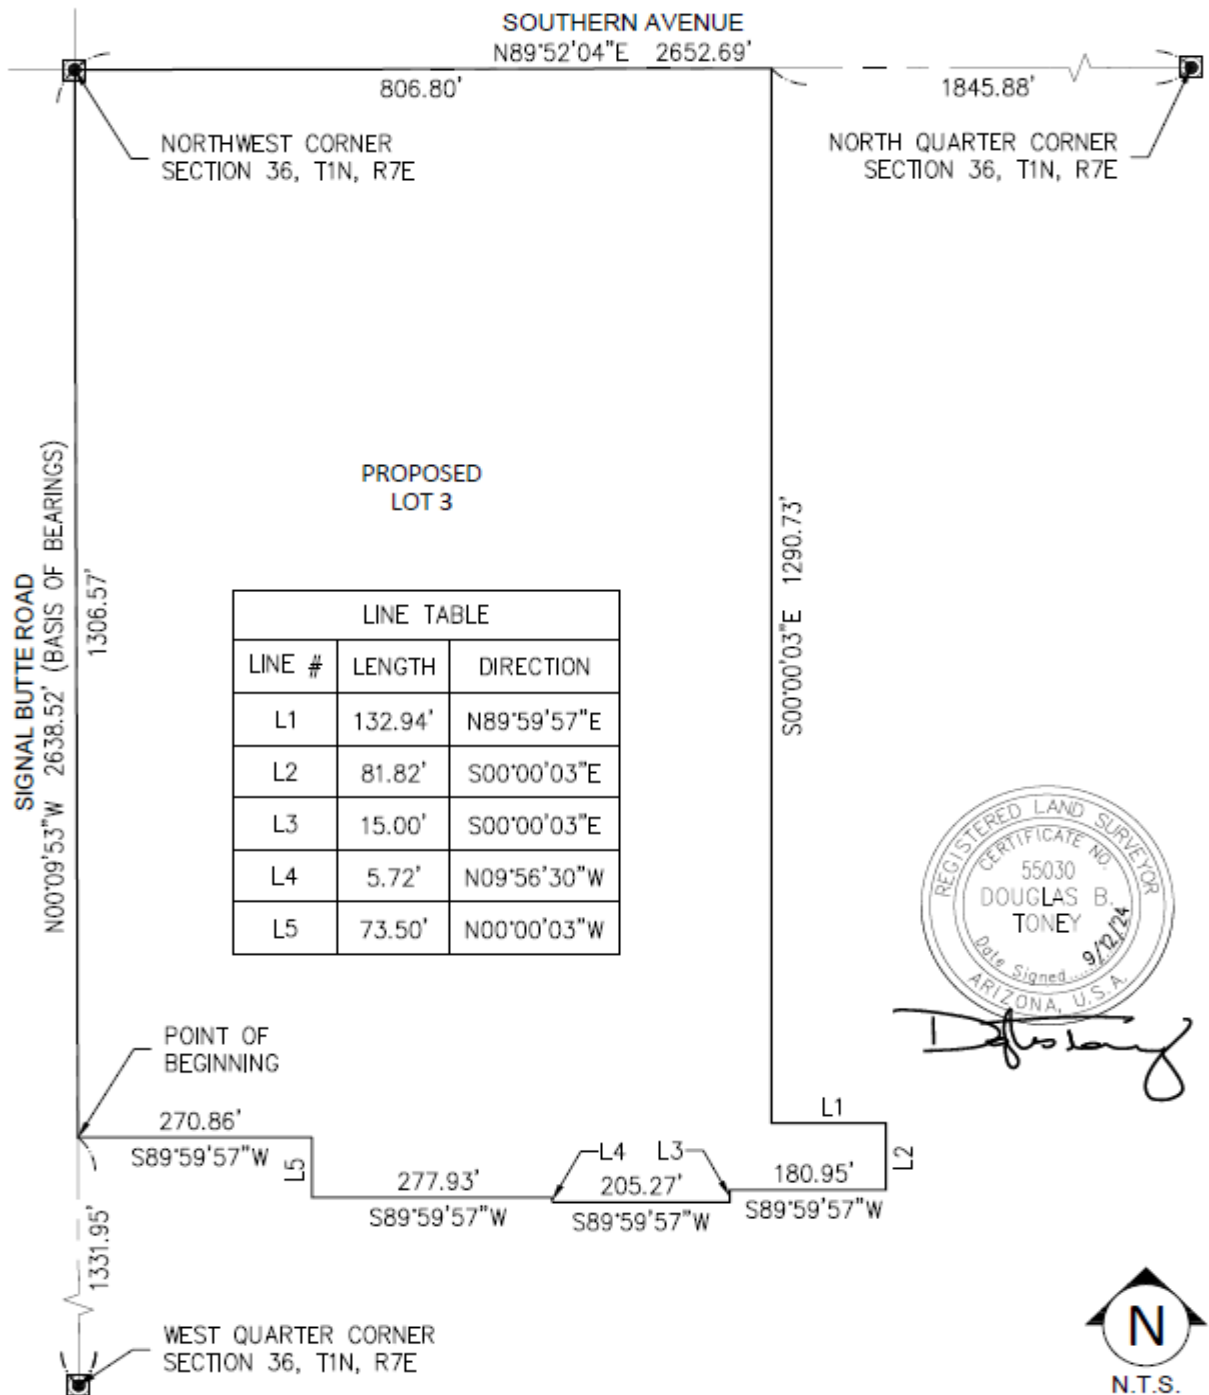 SOUTHERN AVENUE
N89°52'04"E 2652.69'
806.80'
1845.88'
NORTHWEST CORNER
SECTION 36, T1N, R7E
NORTH QUARTER CORNER
SECTION 36, T1N, R7E
PROPOSED
LOT 3
SIGNAL BUTTE ROAD
N00°09'53"W 2638.52' (BASIS OF BEARINGS)
1306.57'
S00°00'03"E 1290.73'
LINE TABLE
LINE # LENGTH DIRECTION
L1 132.94' N89°59'57"E
L2 81.82' S00°00'03"E
L3 15.00' S00°00'03"E
L4 5.72' N09°56'30"W
L5 73.50' N00°00'03"W
REGISTERED LAND SURVEYOR
CERTIFICATE NO.
55030
DOUGLAS B.
TONEY
Date Signed 9/12/24
ARIZONA, U.S.A.
POINT OF
BEGINNING
270.86'
S89°59'57"W
L5
277.93'
S89°59'57"W
L4
L3
205.27'
S89°59'57"W
180.95'
S89°59'57"W
L1
L2
1331.95'
WEST QUARTER CORNER
SECTION 36, T1N, R7E
N
N.T.S.